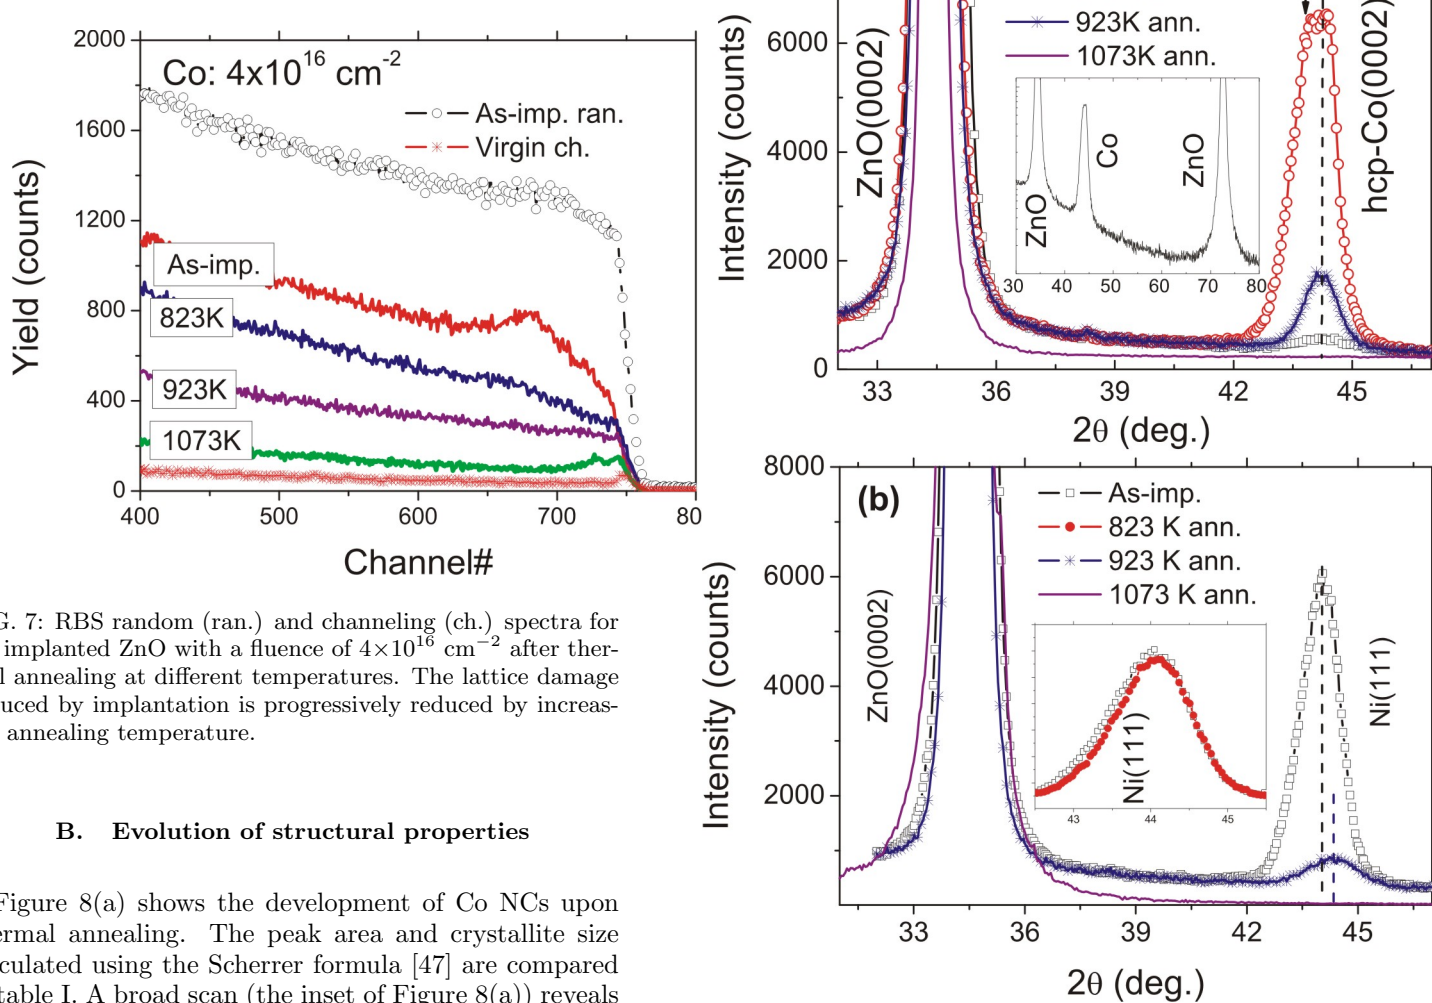 2000
1600
1200
800
400
0
Yield (counts)
Co: 4x10^16 cm^-2
As-imp. ran.
Virgin ch.
As-imp.
823K
923K
1073K
400 500 600 700 80
Channel#
G. 7: RBS random (ran.) and channeling (ch.) spectra for
implanted ZnO with a fluence of 4×10^16 cm^−2 after ther-
l annealing at different temperatures. The lattice damage
uced by implantation is progressively reduced by increas-
annealing temperature.
B. Evolution of structural properties
Figure 8(a) shows the development of Co NCs upon
ermal annealing. The peak area and crystallite size
culated using the Scherrer formula [47] are compared
table I. A broad scan (the inset of Figure 8(a)) reveals
6000
4000
2000
0
Intensity (counts)
ZnO(0002)
923K ann.
1073K ann.
hcp-Co(0002)
ZnO
Co
ZnO
30 40 50 60 70 80
33 36 39 42 45
2θ (deg.)
8000
6000
4000
2000
Intensity (counts)
(b)
As-imp.
823 K ann.
923 K ann.
1073 K ann.
ZnO(0002)
Ni(111)
Ni(111)
43 44 45
33 36 39 42 45
2θ (deg.)